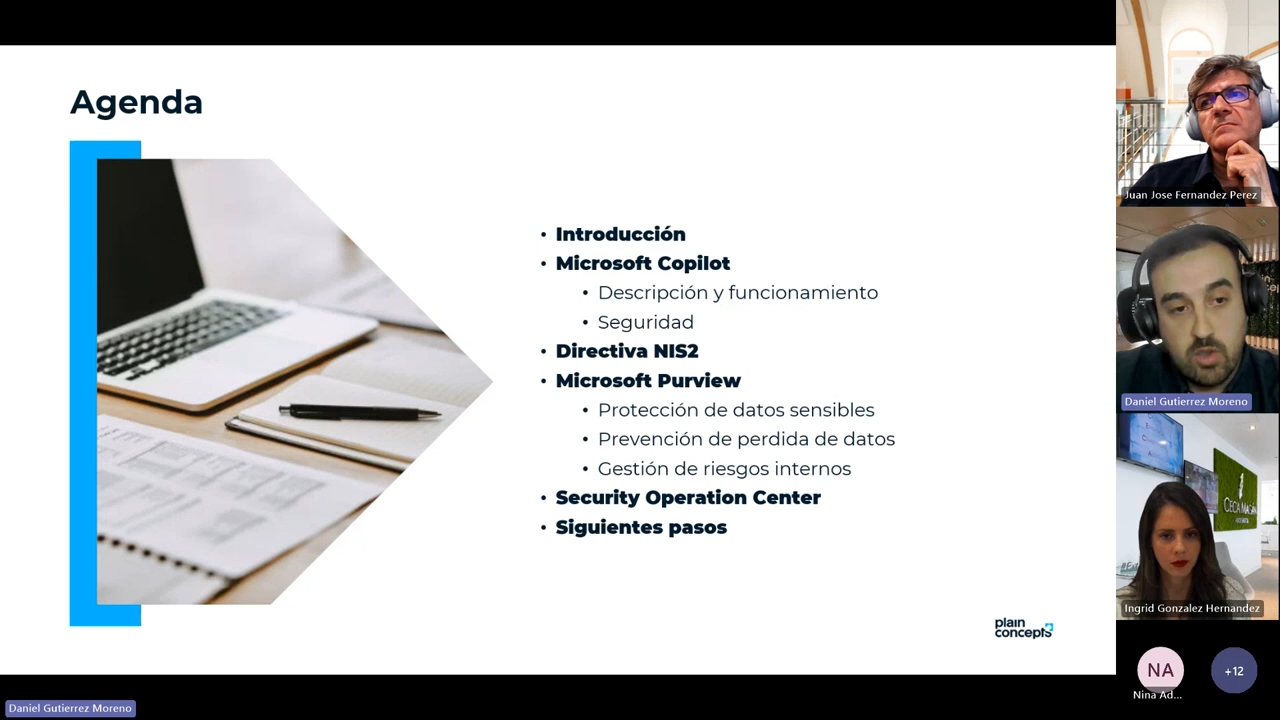 Agenda
• Introducción
• Microsoft Copilot
• Descripción y funcionamiento
• Seguridad
• Directiva NIS2
• Microsoft Purview
• Protección de datos sensibles
• Prevención de perdida de datos
• Gestión de riesgos internos
• Security Operation Center
• Siguientes pasos
plain
concepts
Daniel Gutierrez Moreno
Juan Jose Fernandez Perez
Daniel Gutierrez Moreno
CECA MAGÁN
Ingrid Gonzalez Hernandez
NA
Nina Ad...
+12